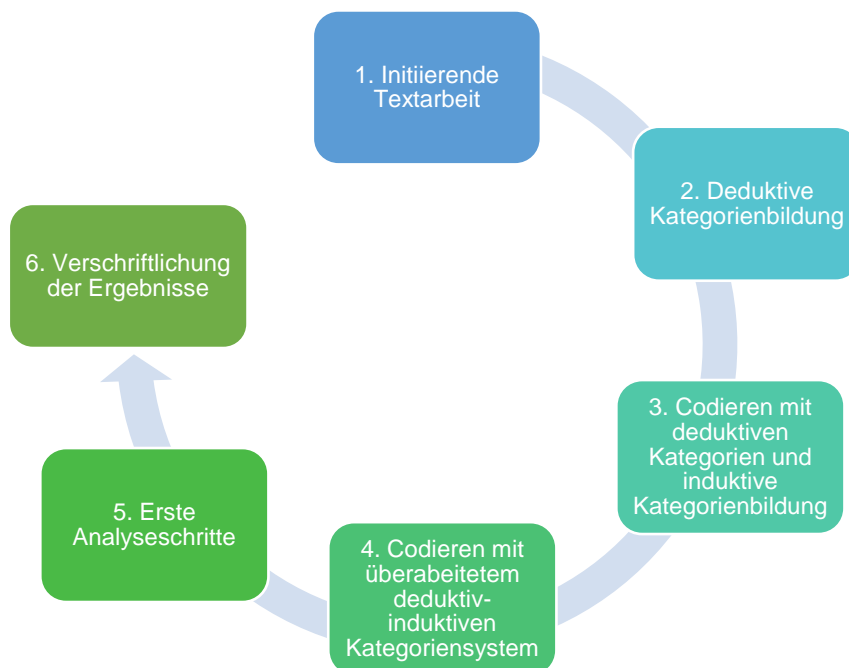 1. Initiierende
Textarbeit
2. Deduktive
Kategorienbildung
3. Codieren mit
deduktiven
Kategorien und
induktive
Kategorienbildung
4. Codieren mit
überabeitetem
deduktiv-
induktiven
Kategoriensystem
5. Erste
Analyseschritte
6. Verschriftlichung
der Ergebnisse